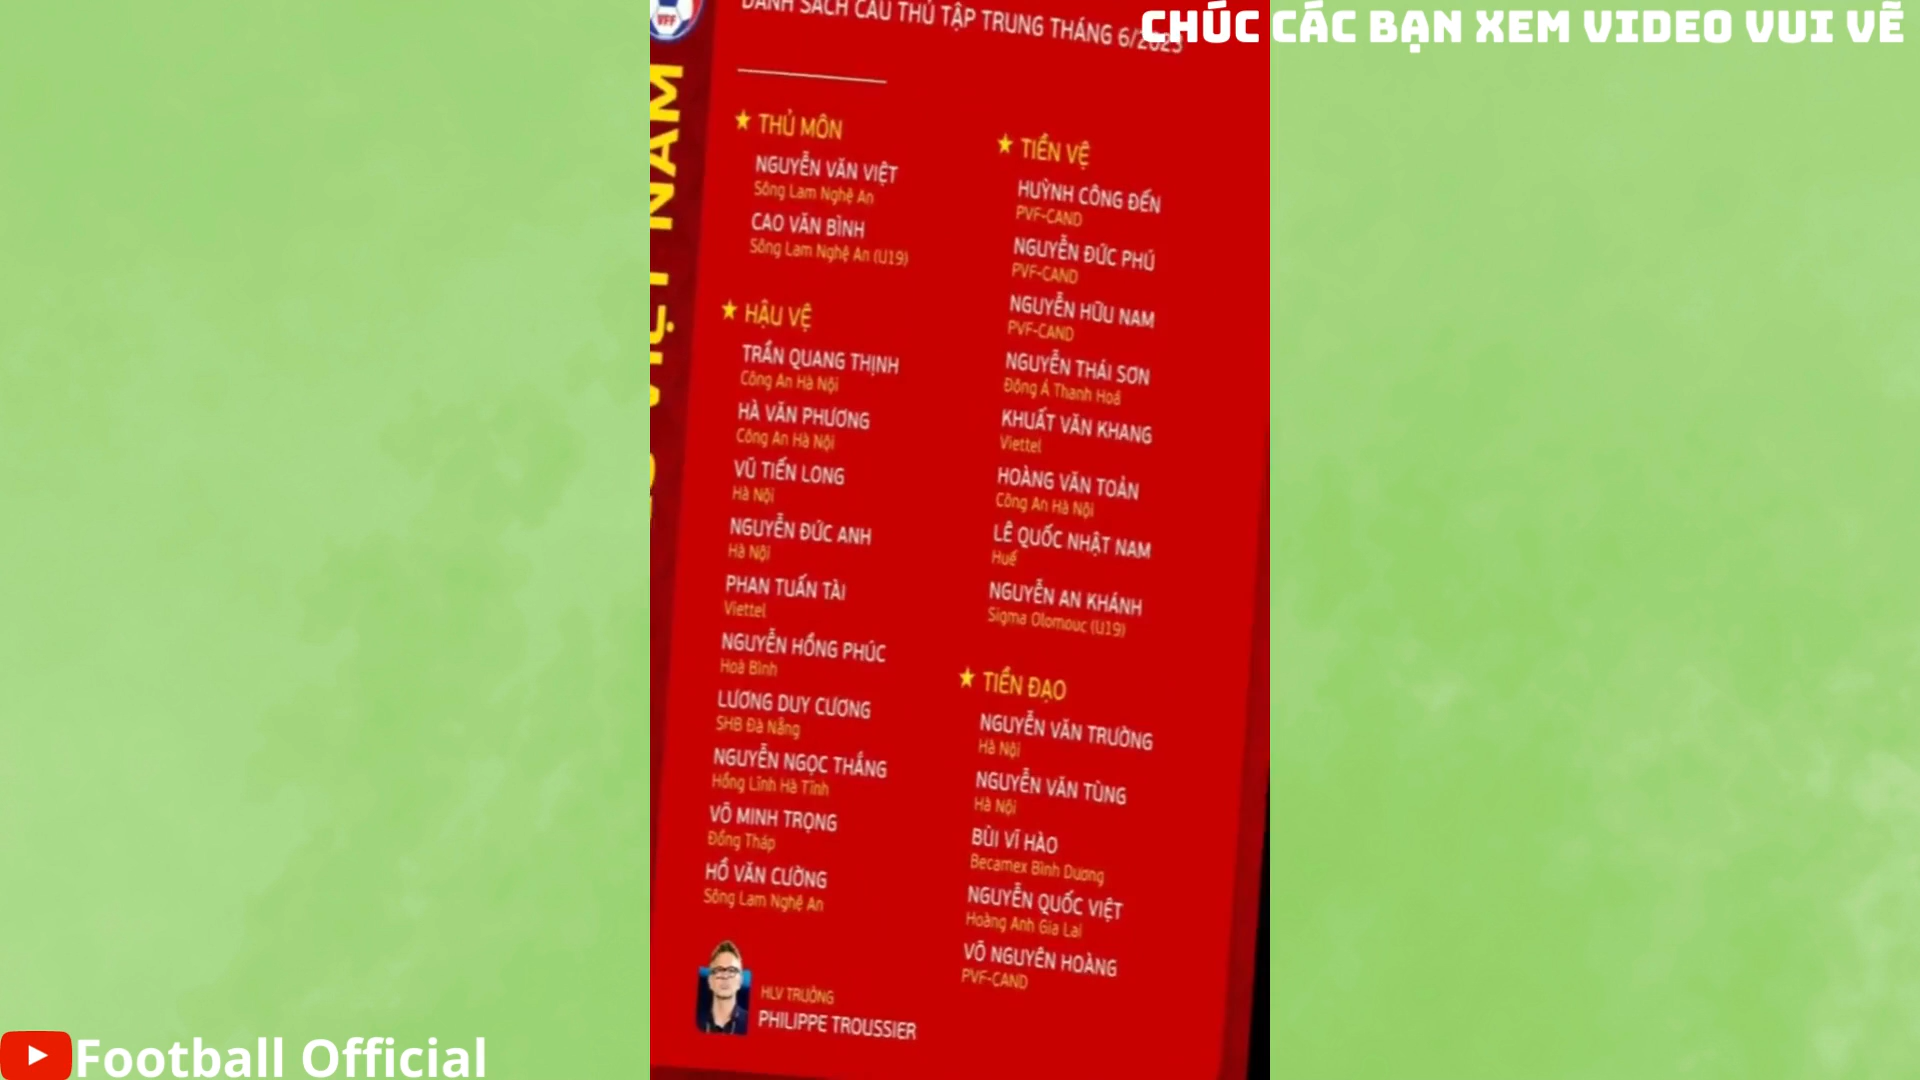 CHÚC CÁC BẠN XEM VIDEO VUI VẼ
VFF
DANH SÁCH CẦU THỦ TẬP TRUNG THÁNG 6/2023
VIỆT NAM
★ THỦ MÔN
NGUYỄN VĂN VIỆT
Sông Lam Nghệ An
CAO VĂN BÌNH
Sông Lam Nghệ An (U19)
★ HẬU VỆ
TRẦN QUANG THỊNH
Công An Hà Nội
HÀ VĂN PHƯƠNG
Công An Hà Nội
VŨ TIẾN LONG
Hà Nội
NGUYỄN ĐỨC ANH
Hà Nội
PHAN TUẤN TÀI
Viettel
NGUYỄN HỒNG PHÚC
Hoà Bình
LƯƠNG DUY CƯƠNG
SHB Đà Nẵng
NGUYỄN NGỌC THẮNG
Hồng Lĩnh Hà Tĩnh
VÕ MINH TRỌNG
Đồng Tháp
HỒ VĂN CƯỜNG
Sông Lam Nghệ An
★ TIỀN VỆ
HUỲNH CÔNG ĐẾN
PVF-CAND
NGUYỄN ĐỨC PHÚ
PVF-CAND
NGUYỄN HỮU NAM
PVF-CAND
NGUYỄN THÁI SƠN
Đông Á Thanh Hoá
KHUẤT VĂN KHANG
Viettel
HOÀNG VĂN TOẢN
Công An Hà Nội
LÊ QUỐC NHẬT NAM
Huế
NGUYỄN AN KHÁNH
Sigma Olomouc (U19)
★ TIỀN ĐẠO
NGUYỄN VĂN TRƯỜNG
Hà Nội
NGUYỄN VĂN TÙNG
Hà Nội
BÙI VĨ HÀO
Becamex Bình Dương
NGUYỄN QUỐC VIỆT
Hoàng Anh Gia Lai
VÕ NGUYÊN HOÀNG
PVF-CAND
HLV TRƯỞNG
PHILIPPE TROUSSIER
Football Official